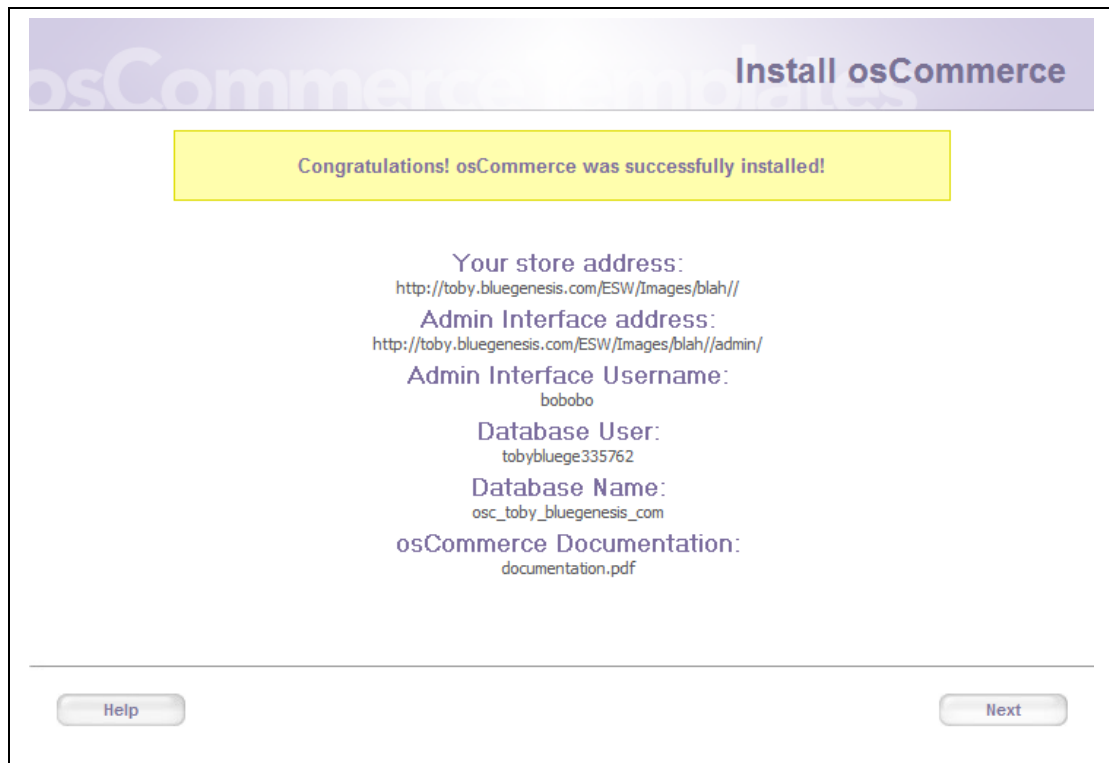 osCommerce Templates
Install osCommerce
Congratulations! osCommerce was successfully installed!
Your store address:
http://toby.bluegenesis.com/ESW/Images/blah//
Admin Interface address:
http://toby.bluegenesis.com/ESW/Images/blah//admin/
Admin Interface Username:
bobobo
Database User:
tobybluege335762
Database Name:
osc_toby_bluegenesis_com
osCommerce Documentation:
documentation.pdf
Help
Next